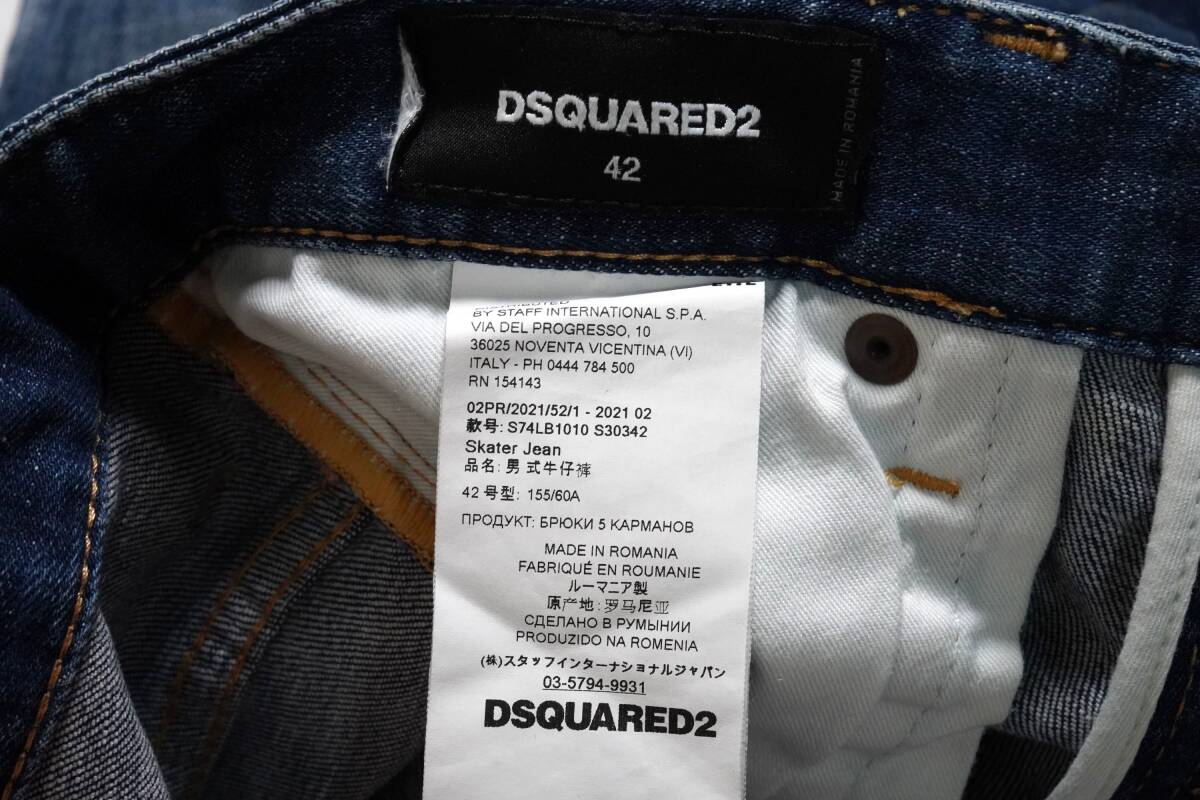 DSQUARED2
42
MADE IN ROMANIA
DISTRIBUTED
BY STAFF INTERNATIONAL S.P.A.
VIA DEL PROGRESSO, 10
36025 NOVENTA VICENTINA (VI)
ITALY - PH 0444 784 500
RN 154143
02PR/2021/52/1 - 2021 02
款号: S74LB1010 S30342
Skater Jean
品名: 男 式牛仔裤
42 号型: 155/60A
ПРОДУКТ: БРЮКИ 5 КАРМАНОВ
MADE IN ROMANIA
FABRIQUÉ EN ROUMANIE
ルーマニア製
原产地: 罗马尼亚
СДЕЛАНО В РУМЫНИИ
PRODUZIDO NA ROMENIA
(株)スタッフインターナショナルジャパン
03-5794-9931
DSQUARED2